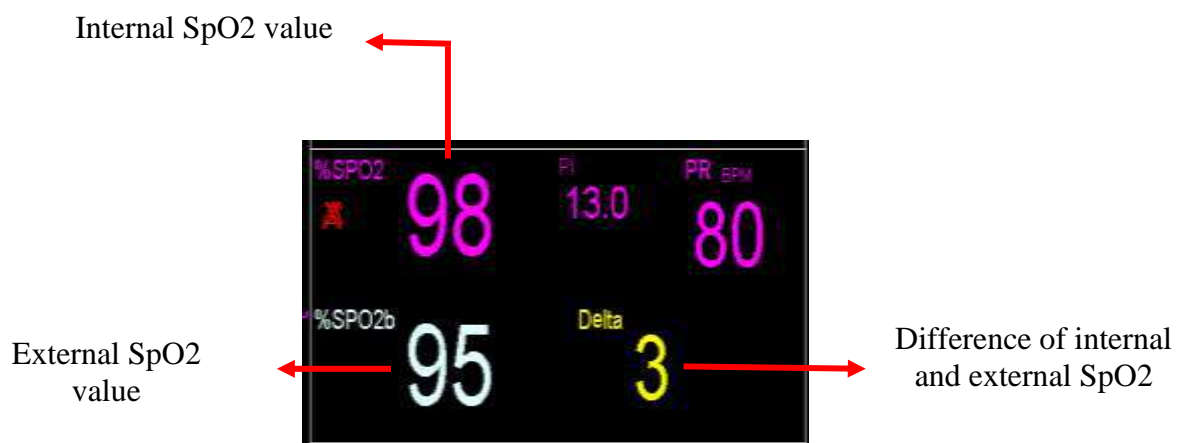 Internal SpO2 value
%SPO2
98
PI
13.0
PR BPM
80
%SPO2b
95
Delta
3
External SpO2
value
Difference of internal
and external SpO2